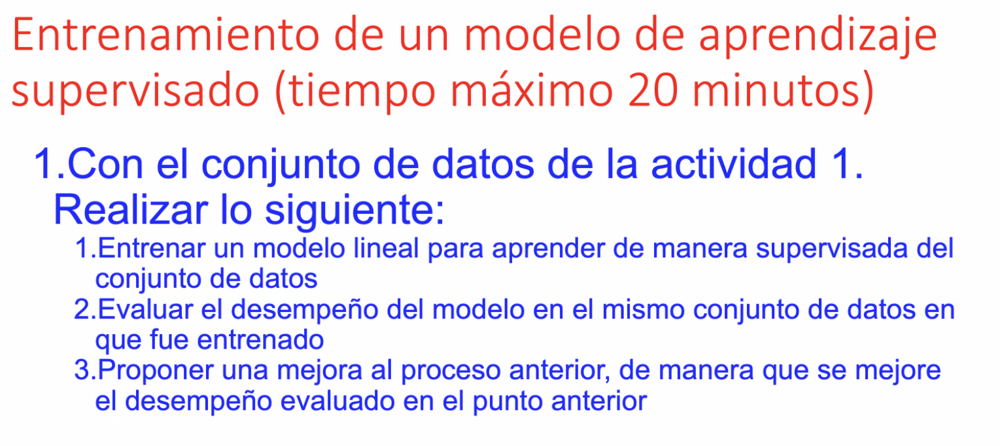 Entrenamiento de un modelo de aprendizaje
supervisado (tiempo máximo 20 minutos)
1.Con el conjunto de datos de la actividad 1.
Realizar lo siguiente:
1.Entrenar un modelo lineal para aprender de manera supervisada del
conjunto de datos
2.Evaluar el desempeño del modelo en el mismo conjunto de datos en
que fue entrenado
3.Proponer una mejora al proceso anterior, de manera que se mejore
el desempeño evaluado en el punto anterior